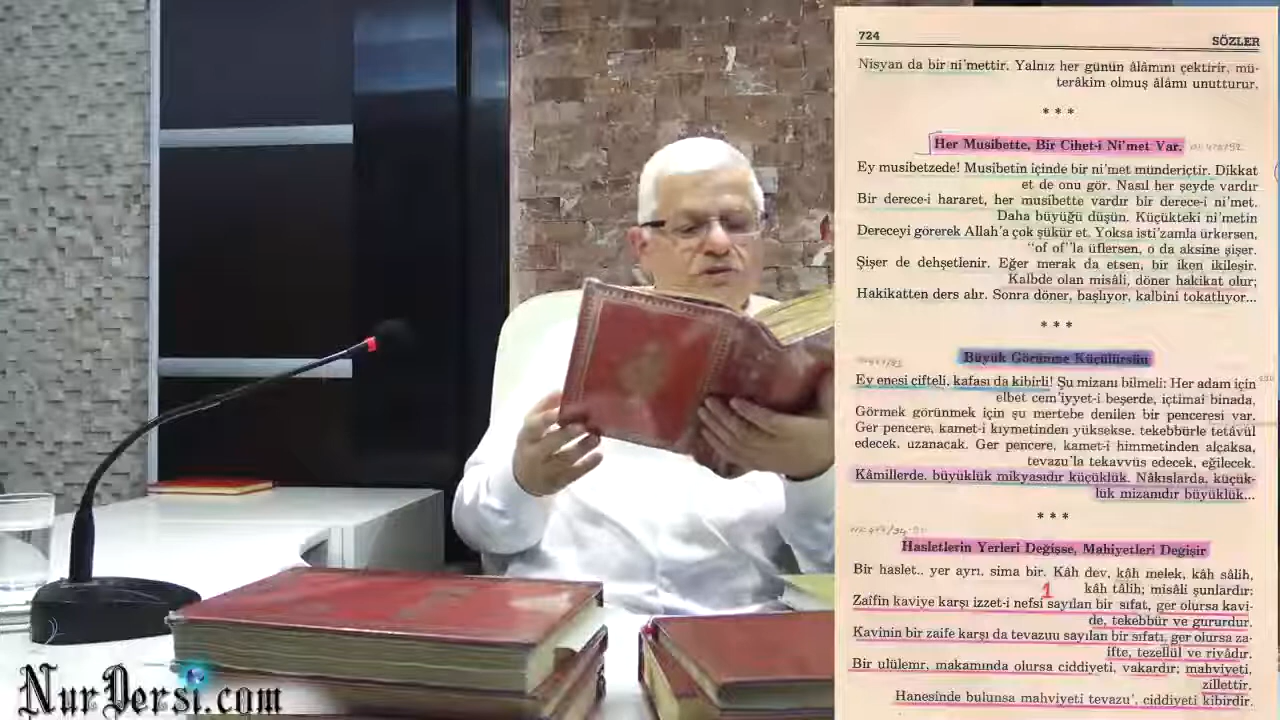 724
SÖZLER
Nisyan da bir ni'mettir. Yalnız her günün âlâmını çektirir, mü-
terâkim olmuş âlâmı unutturur.
* * *
Her Musibette, Bir Cihet-i Ni'met Var.
Ey musibetzede! Musibetin içinde bir ni'met münderiçtir. Dikkat
et de onu gör. Nasıl her şeyde vardır
Bir derece-i hararet, her musibette vardır bir derece-i ni'met.
Daha büyüğü düşün. Küçükteki ni'metin
Dereceyi görerek Allah'a çok şükür et. Yoksa isti'zamla ürkersen,
"of of"la üflersen, o da aksine şişer.
Şişer de dehşetlenir. Eğer merak da etsen, bir iken ikileşir.
Kalbde olan misâli, döner hakikat olur;
Hakikatten ders alır. Sonra döner, başlıyor, kalbini tokatlıyor...
* * *
Büyük Görünme Küçülürsün
Ey enesi çifteli, kafası da kibirli! Şu mizanı bilmeli: Her adam için
elbet cem'iyyet-i beşerde, içtimaî binada,
Görmek görünmek için şu mertebe denilen bir penceresi var.
Ger pencere, kamet-i kıymetinden yüksekse, tekebbürle tetâvül
edecek, uzanacak. Ger pencere, kamet-i himmetinden alçaksa,
tevazu'la tekavvüs edecek, eğilecek.
Kâmillerde, büyüklük mikyasıdır küçüklük. Nâkıslarda, küçük-
lük mizanıdır büyüklük...
* * *
Hasletlerin Yerleri Değişse, Mahiyetleri Değişir
Bir haslet.. yer ayrı, sima bir. Kâh dev, kâh melek, kâh sâlih,
kâh tâlih; misâli şunlardır:
1
Zaîfin kaviye karşı izzet-i nefsi sayılan bir sıfat, ger olursa kavi-
de, tekebbür ve gururdur.
Kavinin bir zaife karşı da tevazuu sayılan bir sıfatı, ger olursa za-
ifte, tezellül ve riyâdır.
Bir ulülemr, makamında olursa ciddiyeti, vakardır; mahviyeti,
zillettir.
Hanesinde bulunsa mahviyeti tevazu', ciddiyeti kibirdir.
NurDersi.com